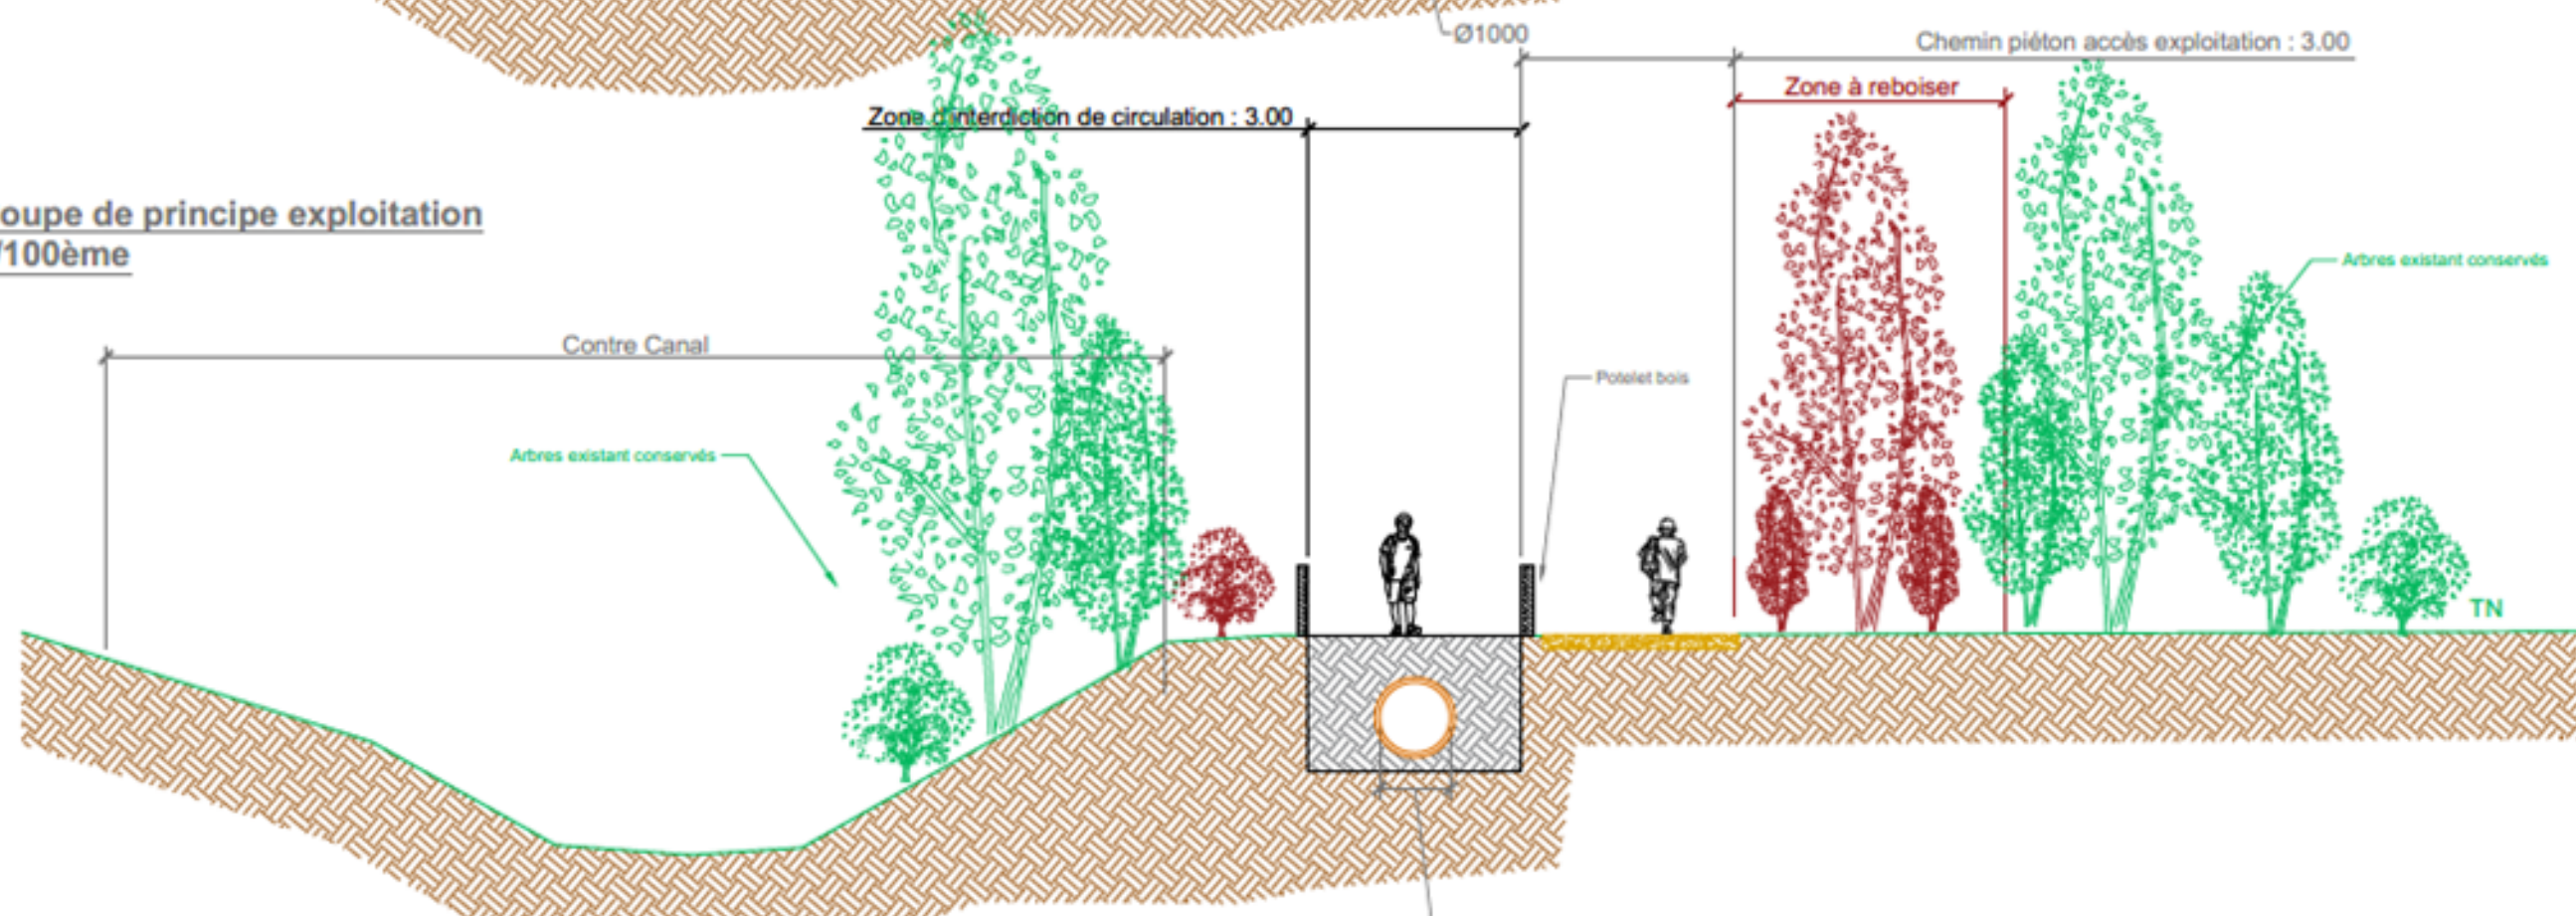 Ø1000
Chemin piéton accès exploitation : 3.00
Zone à reboiser
Zone d'interdiction de circulation : 3.00
oupe de principe exploitation
/100ème
Contre Canal
Arbres existant conservés
Potelet bois
Arbres existant conservés
TN